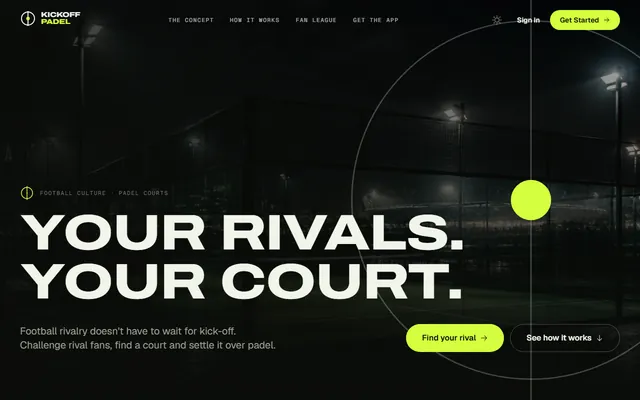 KICKOFF
PADEL
THE CONCEPT
HOW IT WORKS
FAN LEAGUE
GET THE APP
Sign in
Get Started →
FOOTBALL CULTURE · PADEL COURTS
YOUR RIVALS.
YOUR COURT.
Football rivalry doesn't have to wait for kick-off.
Challenge rival fans, find a court and settle it over padel.
Find your rival →
See how it works ↓